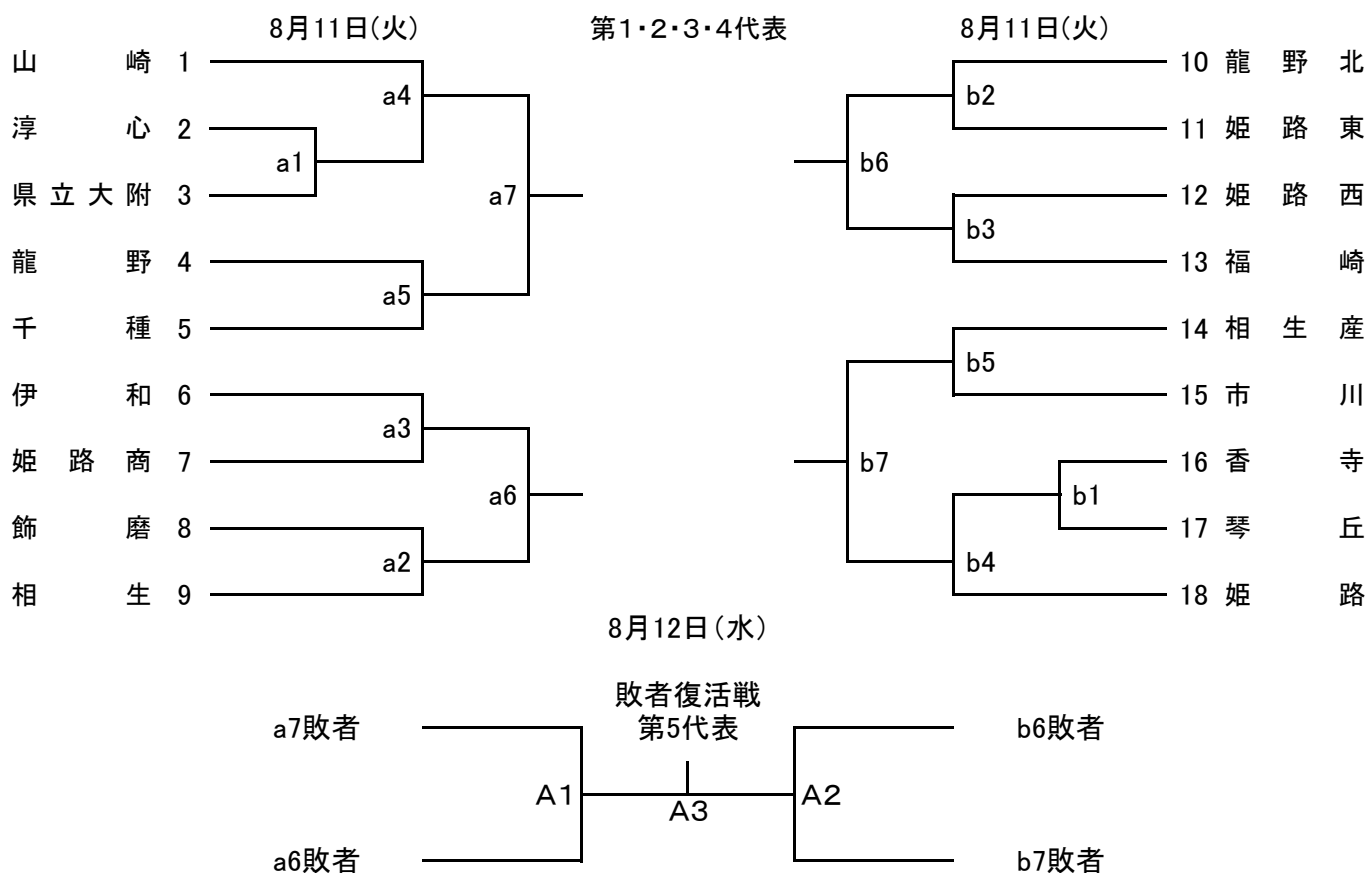 8月11日(火) 第1・2・3・4代表 8月11日(火)
山崎 1 10 龍野北
a4 b2
淳心 2 11 姫路東
a1 b6
県立大附 3 a7 12 姫路西
b3
龍野 4 13 福崎
a5
千種 5 14 相生産
b5
伊和 6 15 市川
a3
姫路商 7 b7 16 香寺
a6 b1
飾磨 8 17 琴丘
a2 b4
相生 9 18 姫路
8月12日(水)
敗者復活戦
第5代表
a7敗者 b6敗者
A1 A3 A2
a6敗者 b7敗者